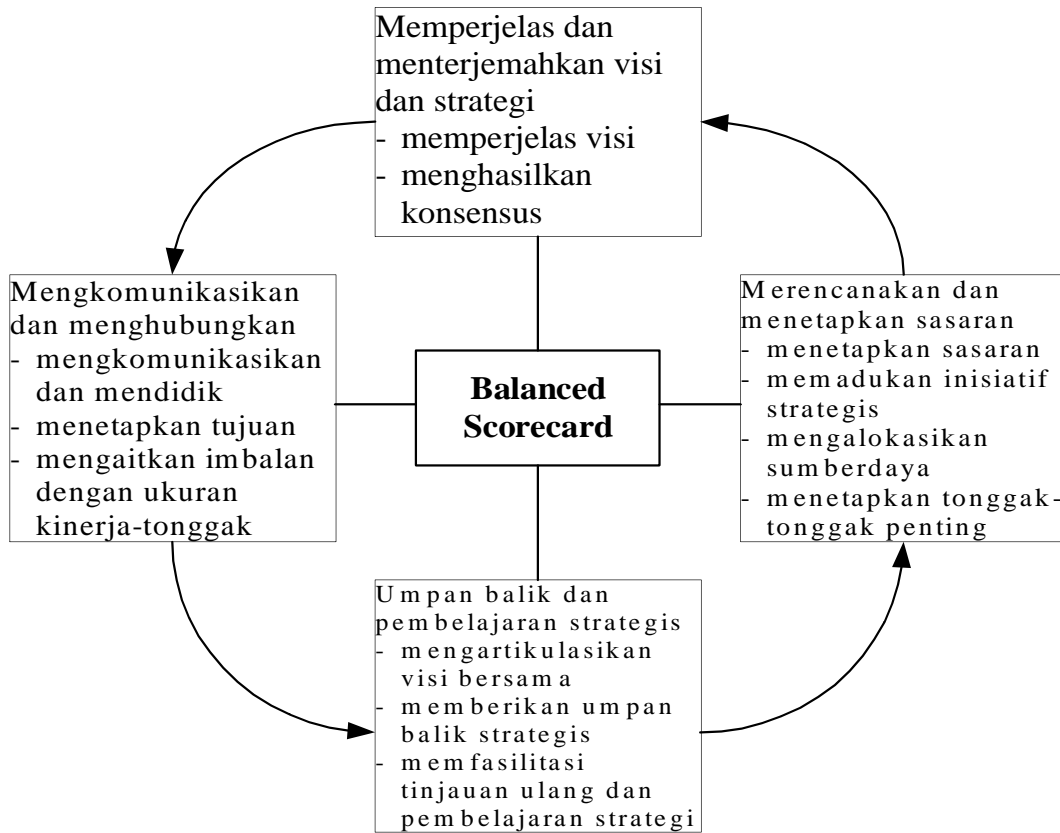 Memperjelas dan
menterjemahkan visi
dan strategi
- memperjelas visi
- menghasilkan
konsensus
Mengkomunikasikan
dan menghubungkan
- mengkomunikasikan
dan mendidik
- menetapkan tujuan
- mengaitkan imbalan
dengan ukuran
kinerja-tonggak
Balanced
Scorecard
Merencanakan dan
menetapkan sasaran
- menetapkan sasaran
- memadukan inisiatif
strategis
- mengalokasikan
sumberdaya
- menetapkan tonggak-
tonggak penting
Umpan balik dan
pembelajaran strategis
- mengartikulasikan
visi bersama
- memberikan umpan
balik strategis
- memfasilitasi
tinjauan ulang dan
pembelajaran strategi